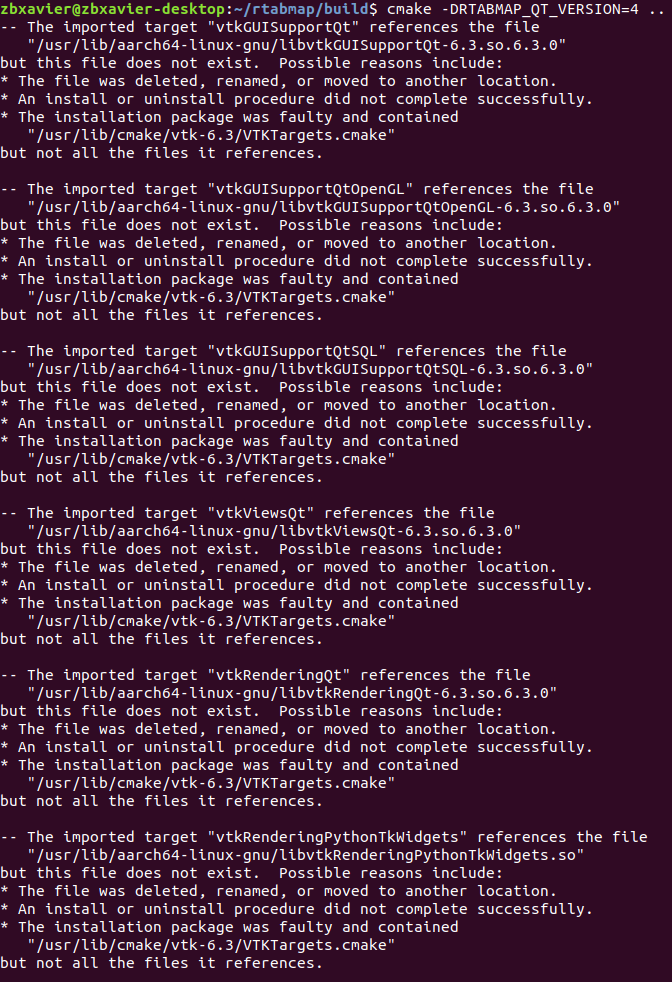 zbxavier@zbxavier-desktop:~/rtabmap/build$ cmake -DRTABMAP_QT_VERSION=4 ..
-- The imported target "vtkGUISupportQt" references the file
   "/usr/lib/aarch64-linux-gnu/libvtkGUISupportQt-6.3.so.6.3.0"
but this file does not exist.  Possible reasons include:
* The file was deleted, renamed, or moved to another location.
* An install or uninstall procedure did not complete successfully.
* The installation package was faulty and contained
   "/usr/lib/cmake/vtk-6.3/VTKTargets.cmake"
but not all the files it references.

-- The imported target "vtkGUISupportQtOpenGL" references the file
   "/usr/lib/aarch64-linux-gnu/libvtkGUISupportQtOpenGL-6.3.so.6.3.0"
but this file does not exist.  Possible reasons include:
* The file was deleted, renamed, or moved to another location.
* An install or uninstall procedure did not complete successfully.
* The installation package was faulty and contained
   "/usr/lib/cmake/vtk-6.3/VTKTargets.cmake"
but not all the files it references.

-- The imported target "vtkGUISupportQtSQL" references the file
   "/usr/lib/aarch64-linux-gnu/libvtkGUISupportQtSQL-6.3.so.6.3.0"
but this file does not exist.  Possible reasons include:
* The file was deleted, renamed, or moved to another location.
* An install or uninstall procedure did not complete successfully.
* The installation package was faulty and contained
   "/usr/lib/cmake/vtk-6.3/VTKTargets.cmake"
but not all the files it references.

-- The imported target "vtkViewsQt" references the file
   "/usr/lib/aarch64-linux-gnu/libvtkViewsQt-6.3.so.6.3.0"
but this file does not exist.  Possible reasons include:
* The file was deleted, renamed, or moved to another location.
* An install or uninstall procedure did not complete successfully.
* The installation package was faulty and contained
   "/usr/lib/cmake/vtk-6.3/VTKTargets.cmake"
but not all the files it references.

-- The imported target "vtkRenderingQt" references the file
   "/usr/lib/aarch64-linux-gnu/libvtkRenderingQt-6.3.so.6.3.0"
but this file does not exist.  Possible reasons include:
* The file was deleted, renamed, or moved to another location.
* An install or uninstall procedure did not complete successfully.
* The installation package was faulty and contained
   "/usr/lib/cmake/vtk-6.3/VTKTargets.cmake"
but not all the files it references.

-- The imported target "vtkRenderingPythonTkWidgets" references the file
   "/usr/lib/aarch64-linux-gnu/libvtkRenderingPythonTkWidgets.so"
but this file does not exist.  Possible reasons include:
* The file was deleted, renamed, or moved to another location.
* An install or uninstall procedure did not complete successfully.
* The installation package was faulty and contained
   "/usr/lib/cmake/vtk-6.3/VTKTargets.cmake"
but not all the files it references.